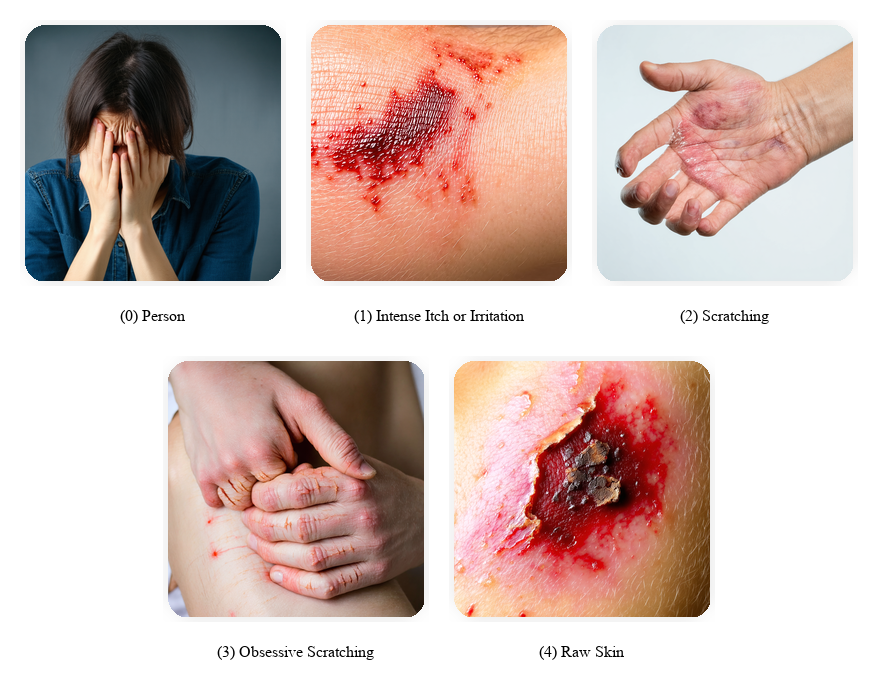 (0) Person
(1) Intense Itch or Irritation
(2) Scratching
(3) Obsessive Scratching
(4) Raw Skin